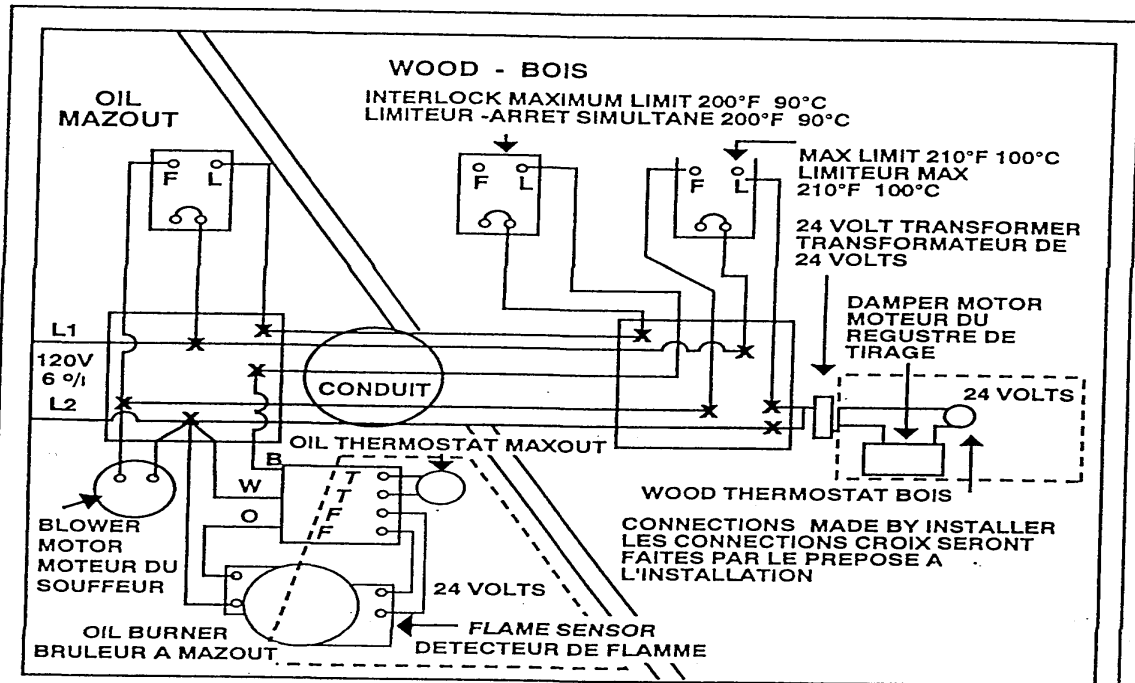 WOOD - BOIS
OIL
MAZOUT
INTERLOCK MAXIMUM LIMIT 200°F 90°C
LIMITEUR -ARRET SIMULTANE 200°F 90°C
F L
F L
F L
MAX LIMIT 210°F 100°C
LIMITEUR MAX
210°F 100°C
24 VOLT TRANSFORMER
TRANSFORMATEUR DE
24 VOLTS
DAMPER MOTOR
MOTEUR DU
REGUSTRE DE
TIRAGE
L1
120V
6 º/ı
L2
CONDUIT
24 VOLTS
OIL THERMOSTAT MAXOUT
B
W
O
T
T
F
F
WOOD THERMOSTAT BOIS
BLOWER
MOTOR
MOTEUR DU
SOUFFEUR
CONNECTIONS MADE BY INSTALLER
LES CONNECTIONS CROIX SERONT
FAITES PAR LE PREPOSE A
L'INSTALLATION
24 VOLTS
OIL BURNER
BRULEUR A MAZOUT
FLAME SENSOR
DETECTEUR DE FLAMME